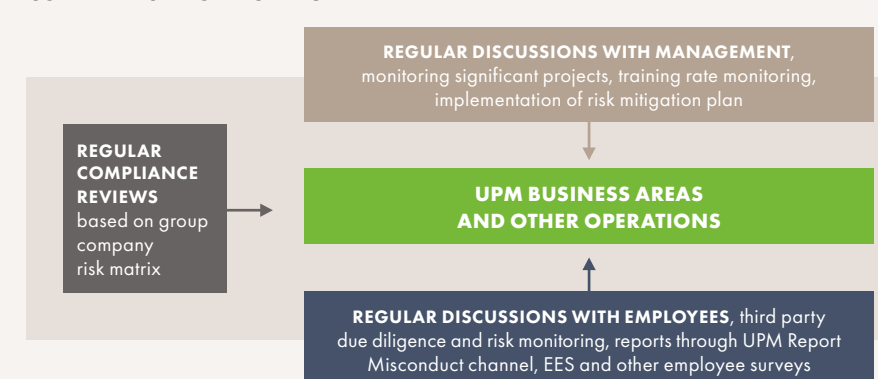 REGULAR DISCUSSIONS WITH MANAGEMENT,
monitoring significant projects, training rate monitoring,
implementation of risk mitigation plan
REGULAR
COMPLIANCE
REVIEWS
based on group
company
risk matrix
UPM BUSINESS AREAS
AND OTHER OPERATIONS
REGULAR DISCUSSIONS WITH EMPLOYEES, third party
due diligence and risk monitoring, reports through UPM Report
Misconduct channel, EES and other employee surveys